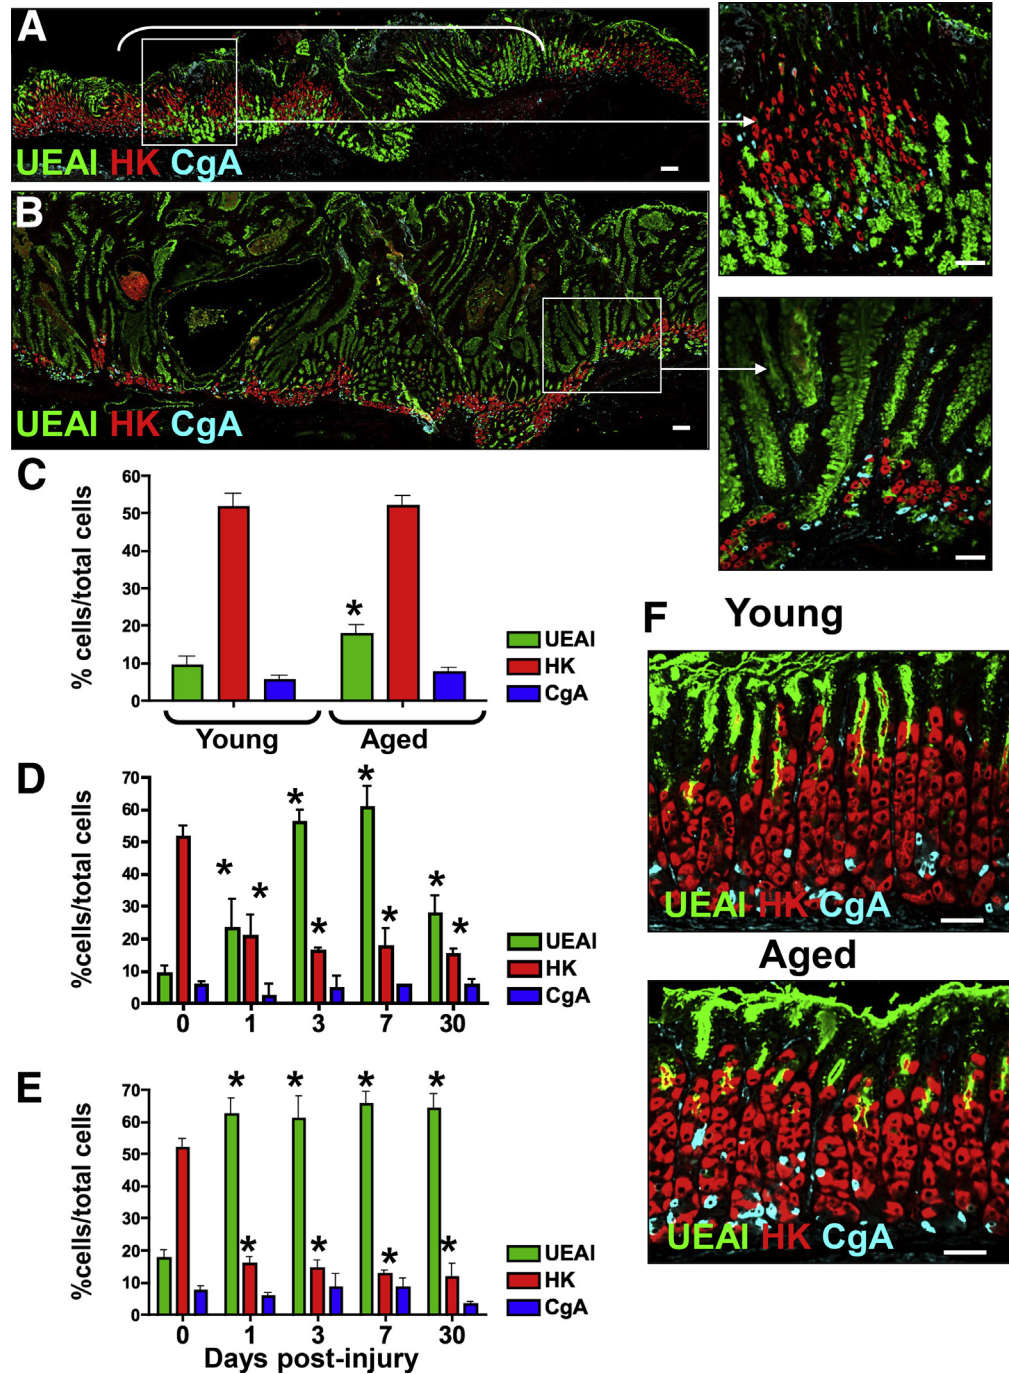 A
UEAI HK CgA
B
UEAI HK CgA
C
% cells/total cells
60
50
40
30
20
10
0
*
Young
Aged
UEAI
HK
CgA
D
%cells/total cells
70
60
50
40
30
20
10
0
* * * * * * * *
0 1 3 7 30
UEAI
HK
CgA
E
%cells/total cells
70
60
50
40
30
20
10
0
* * * * * * * *
0 1 3 7 30
Days post-injury
UEAI
HK
CgA
F
Young
UEAI HK CgA
Aged
UEAI HK CgA